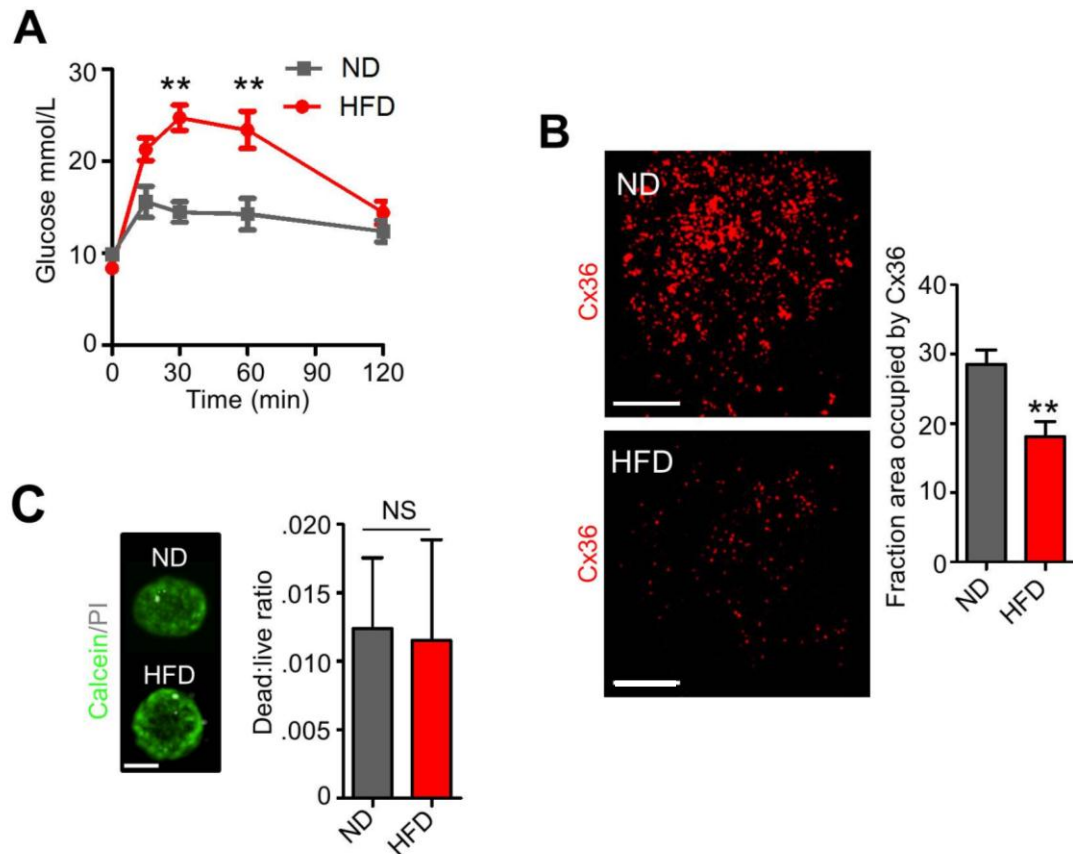 A
Glucose mmol/L
30
20
10
0
0
30
60
90
120
Time (min)
** **
ND
HFD
B
ND
Cx36
HFD
Cx36
Fraction area occupied by Cx36
40
30
20
10
0
**
ND
HFD
C
Calcein/PI
ND
HFD
Dead:live ratio
.020
.015
.010
.005
0
NS
ND
HFD